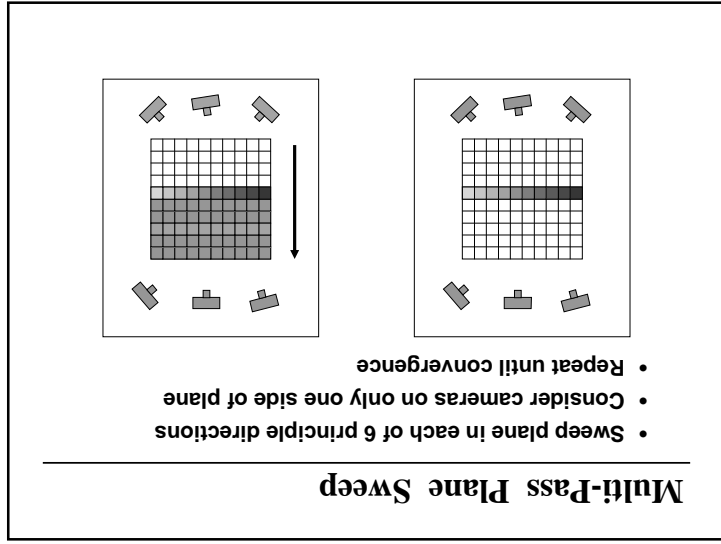 Multi-Pass Plane Sweep
• Sweep plane in each of 6 principle directions
• Consider cameras on only one side of plane
• Repeat until convergence